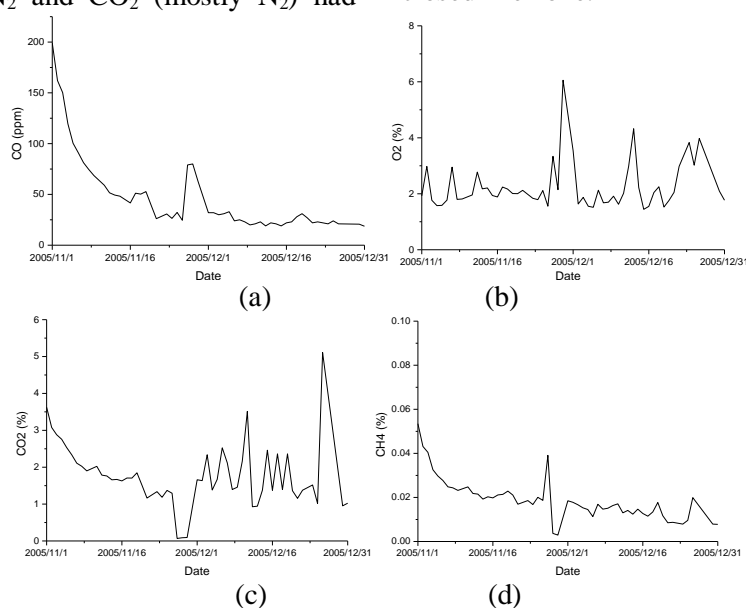 N₂ and CO₂ (mostly N₂) had
200
150
100
50
0
CO (ppm)
2005/11/1 2005/11/16 2005/12/1 2005/12/16 2005/12/31
Date
(a)
8
6
4
2
0
O2 (%)
2005/11/1 2005/11/16 2005/12/1 2005/12/16 2005/12/31
Date
(b)
6
5
4
3
2
1
0
CO2 (%)
2005/11/1 2005/11/16 2005/12/1 2005/12/16 2005/12/31
Date
(c)
0.10
0.08
0.06
0.04
0.02
0.00
CH4 (%)
2005/11/1 2005/11/16 2005/12/1 2005/12/16 2005/12/31
Date
(d)